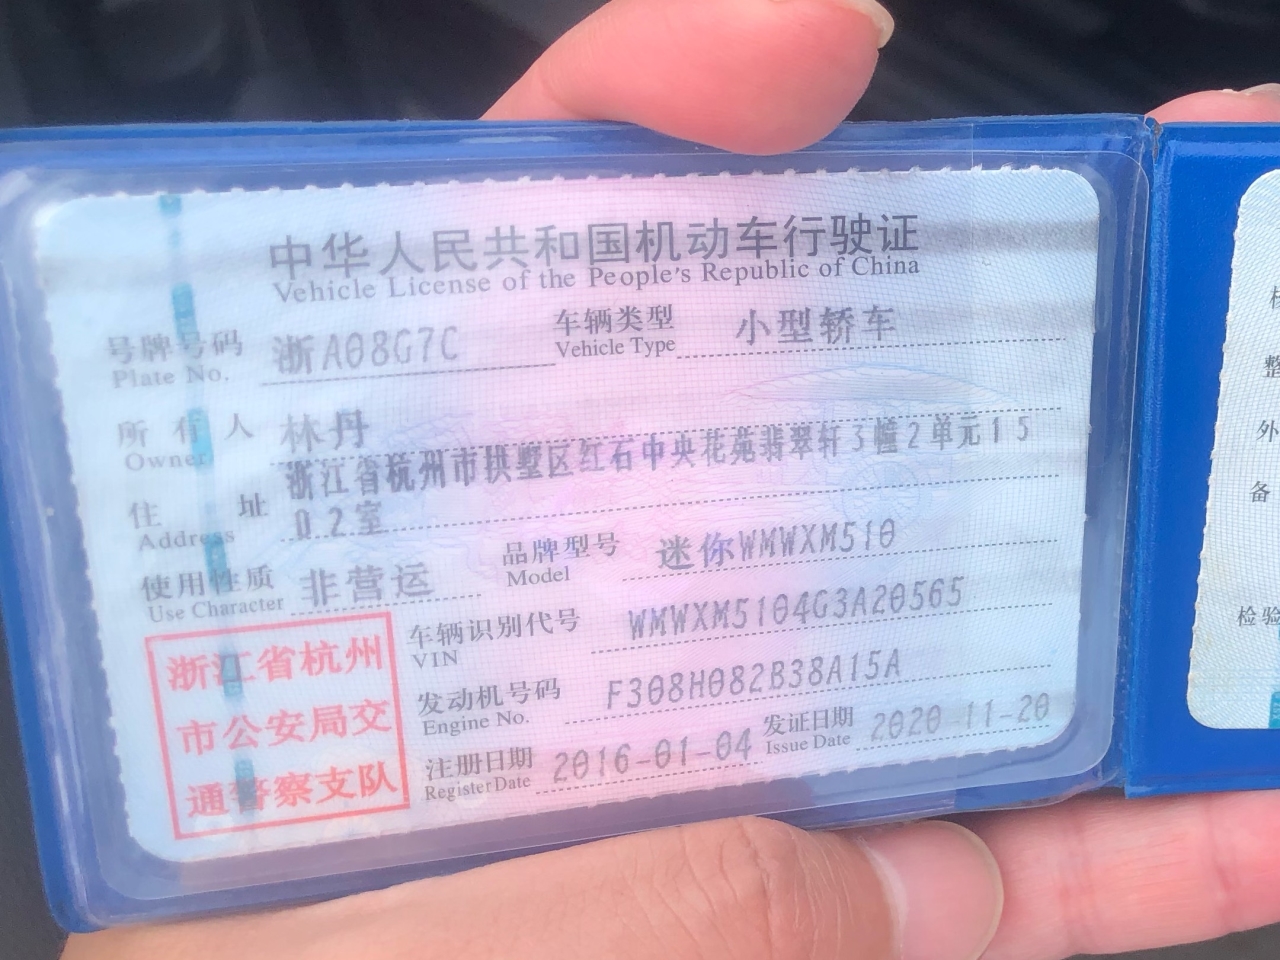 中华人民共和国机动车行驶证
Vehicle License of the People's Republic of China
号牌号码 浙A08G7C 车辆类型 小型轿车
Plate No. Vehicle Type
所有人 林丹
Owner
浙江省杭州市拱墅区红石中央花苑翡翠轩3幢2单元15
住址 02室
Address
品牌型号 迷你WMWXM510
Model
使用性质 非营运
Use Character
车辆识别代号 WMWXM5104G3A20565
VIN
发动机号码 F308H082B38A15A
Engine No.
注册日期 2016-01-04 发证日期 2020-11-20
Register Date Issue Date
浙江省杭州
市公安局交
通警察支队
整
外
备
检验